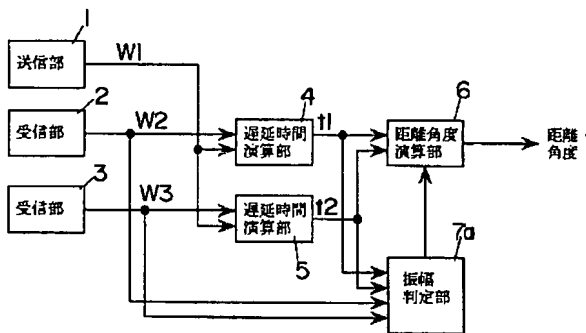 1
送信部
W1
2
受信部
W2
3
受信部
W3
4
遅延時間
演算部
t1
5
遅延時間
演算部
t2
6
距離角度
演算部
距離
角度
7a
振幅
判定部